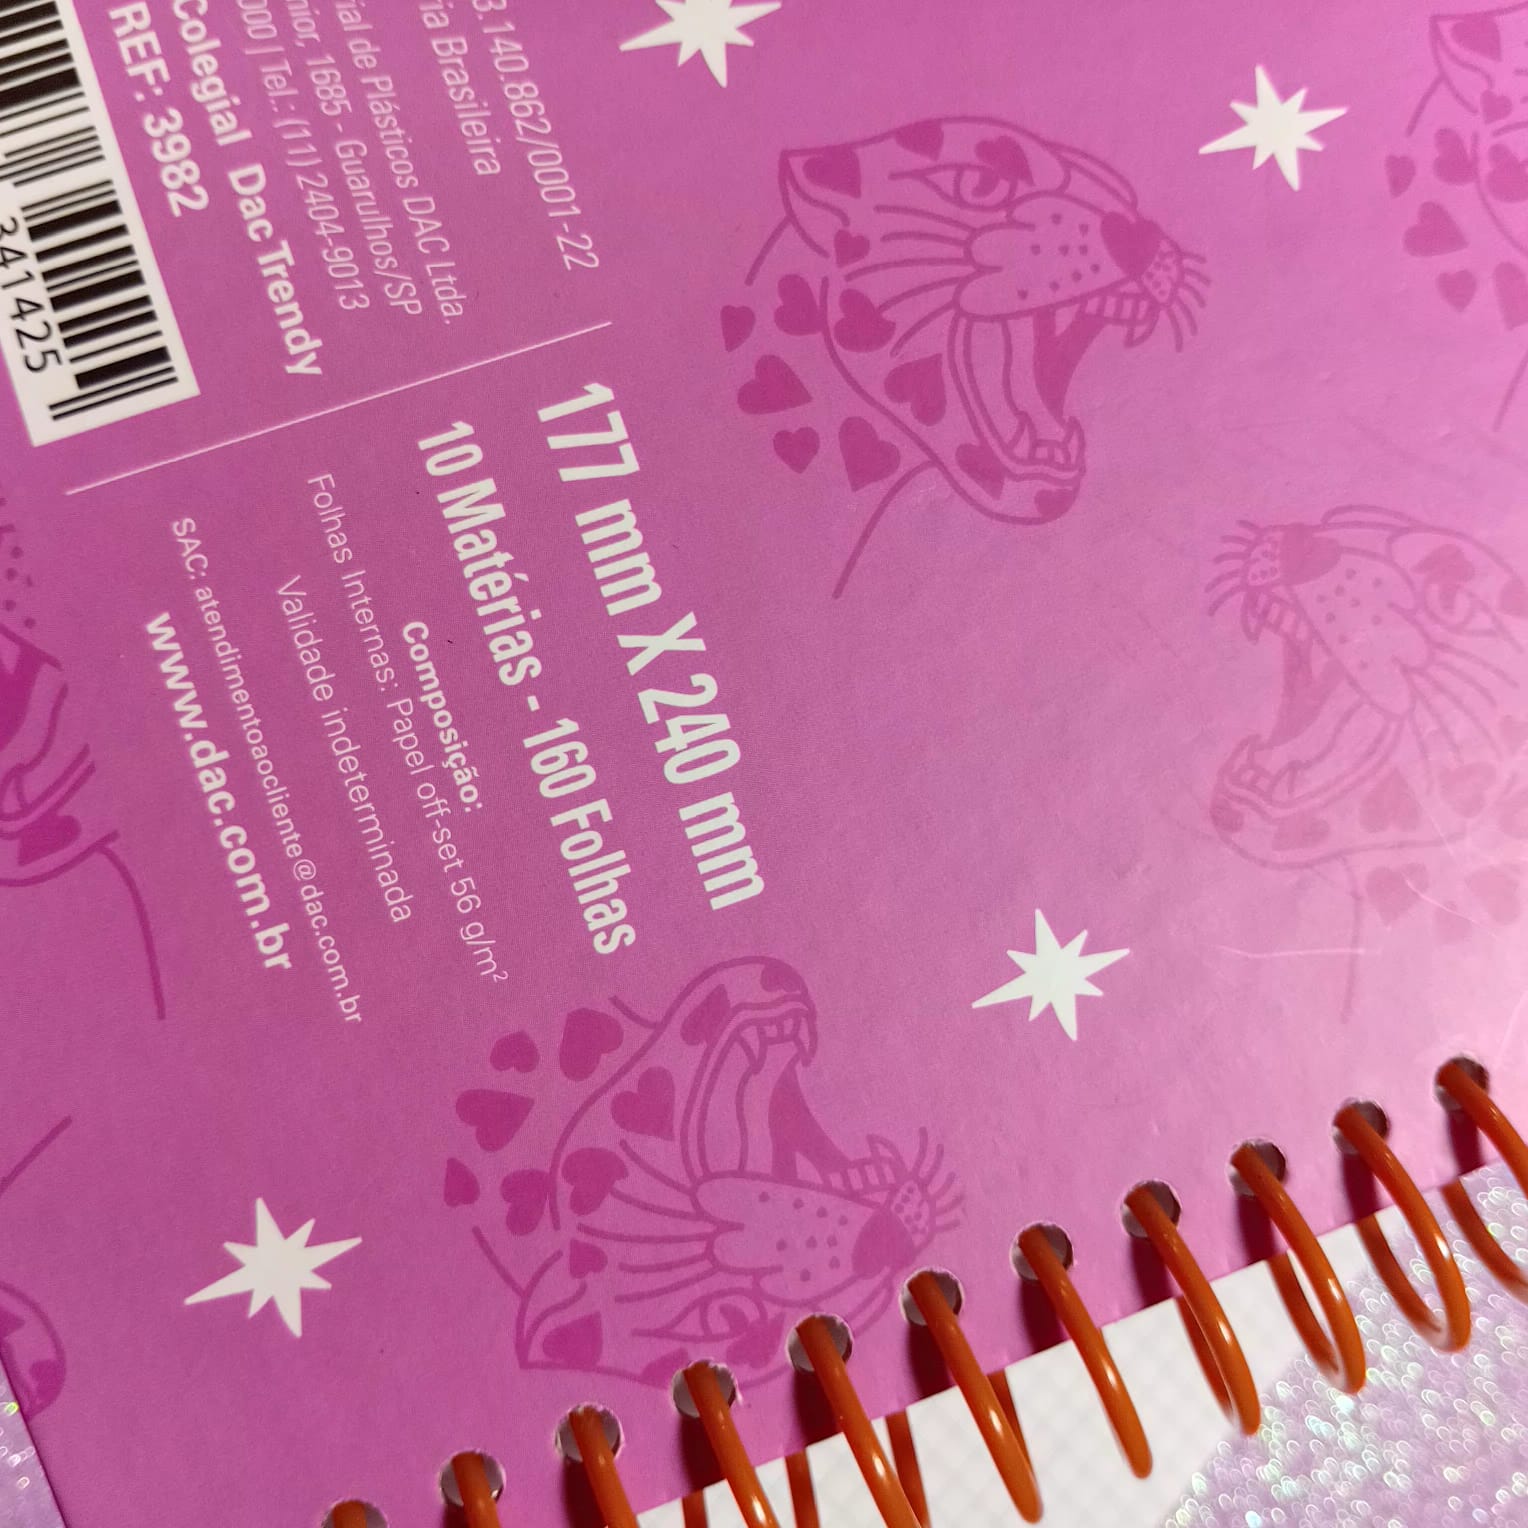 341425
REF.: 3982
Colegial Dac Trendy
000 | Tel.: (11) 2404-9013
nior, 1685 - Guarulhos/SP
ial de Plásticos DAC Ltda.
ia Brasileira
3.140.862/0001-22
177 mm X 240 mm
10 Matérias - 160 Folhas
Composição:
Folhas Internas: Papel off-set 56 g/m²
Validade indeterminada
SAC: atendimentoaocliente@dac.com.br
www.dac.com.br